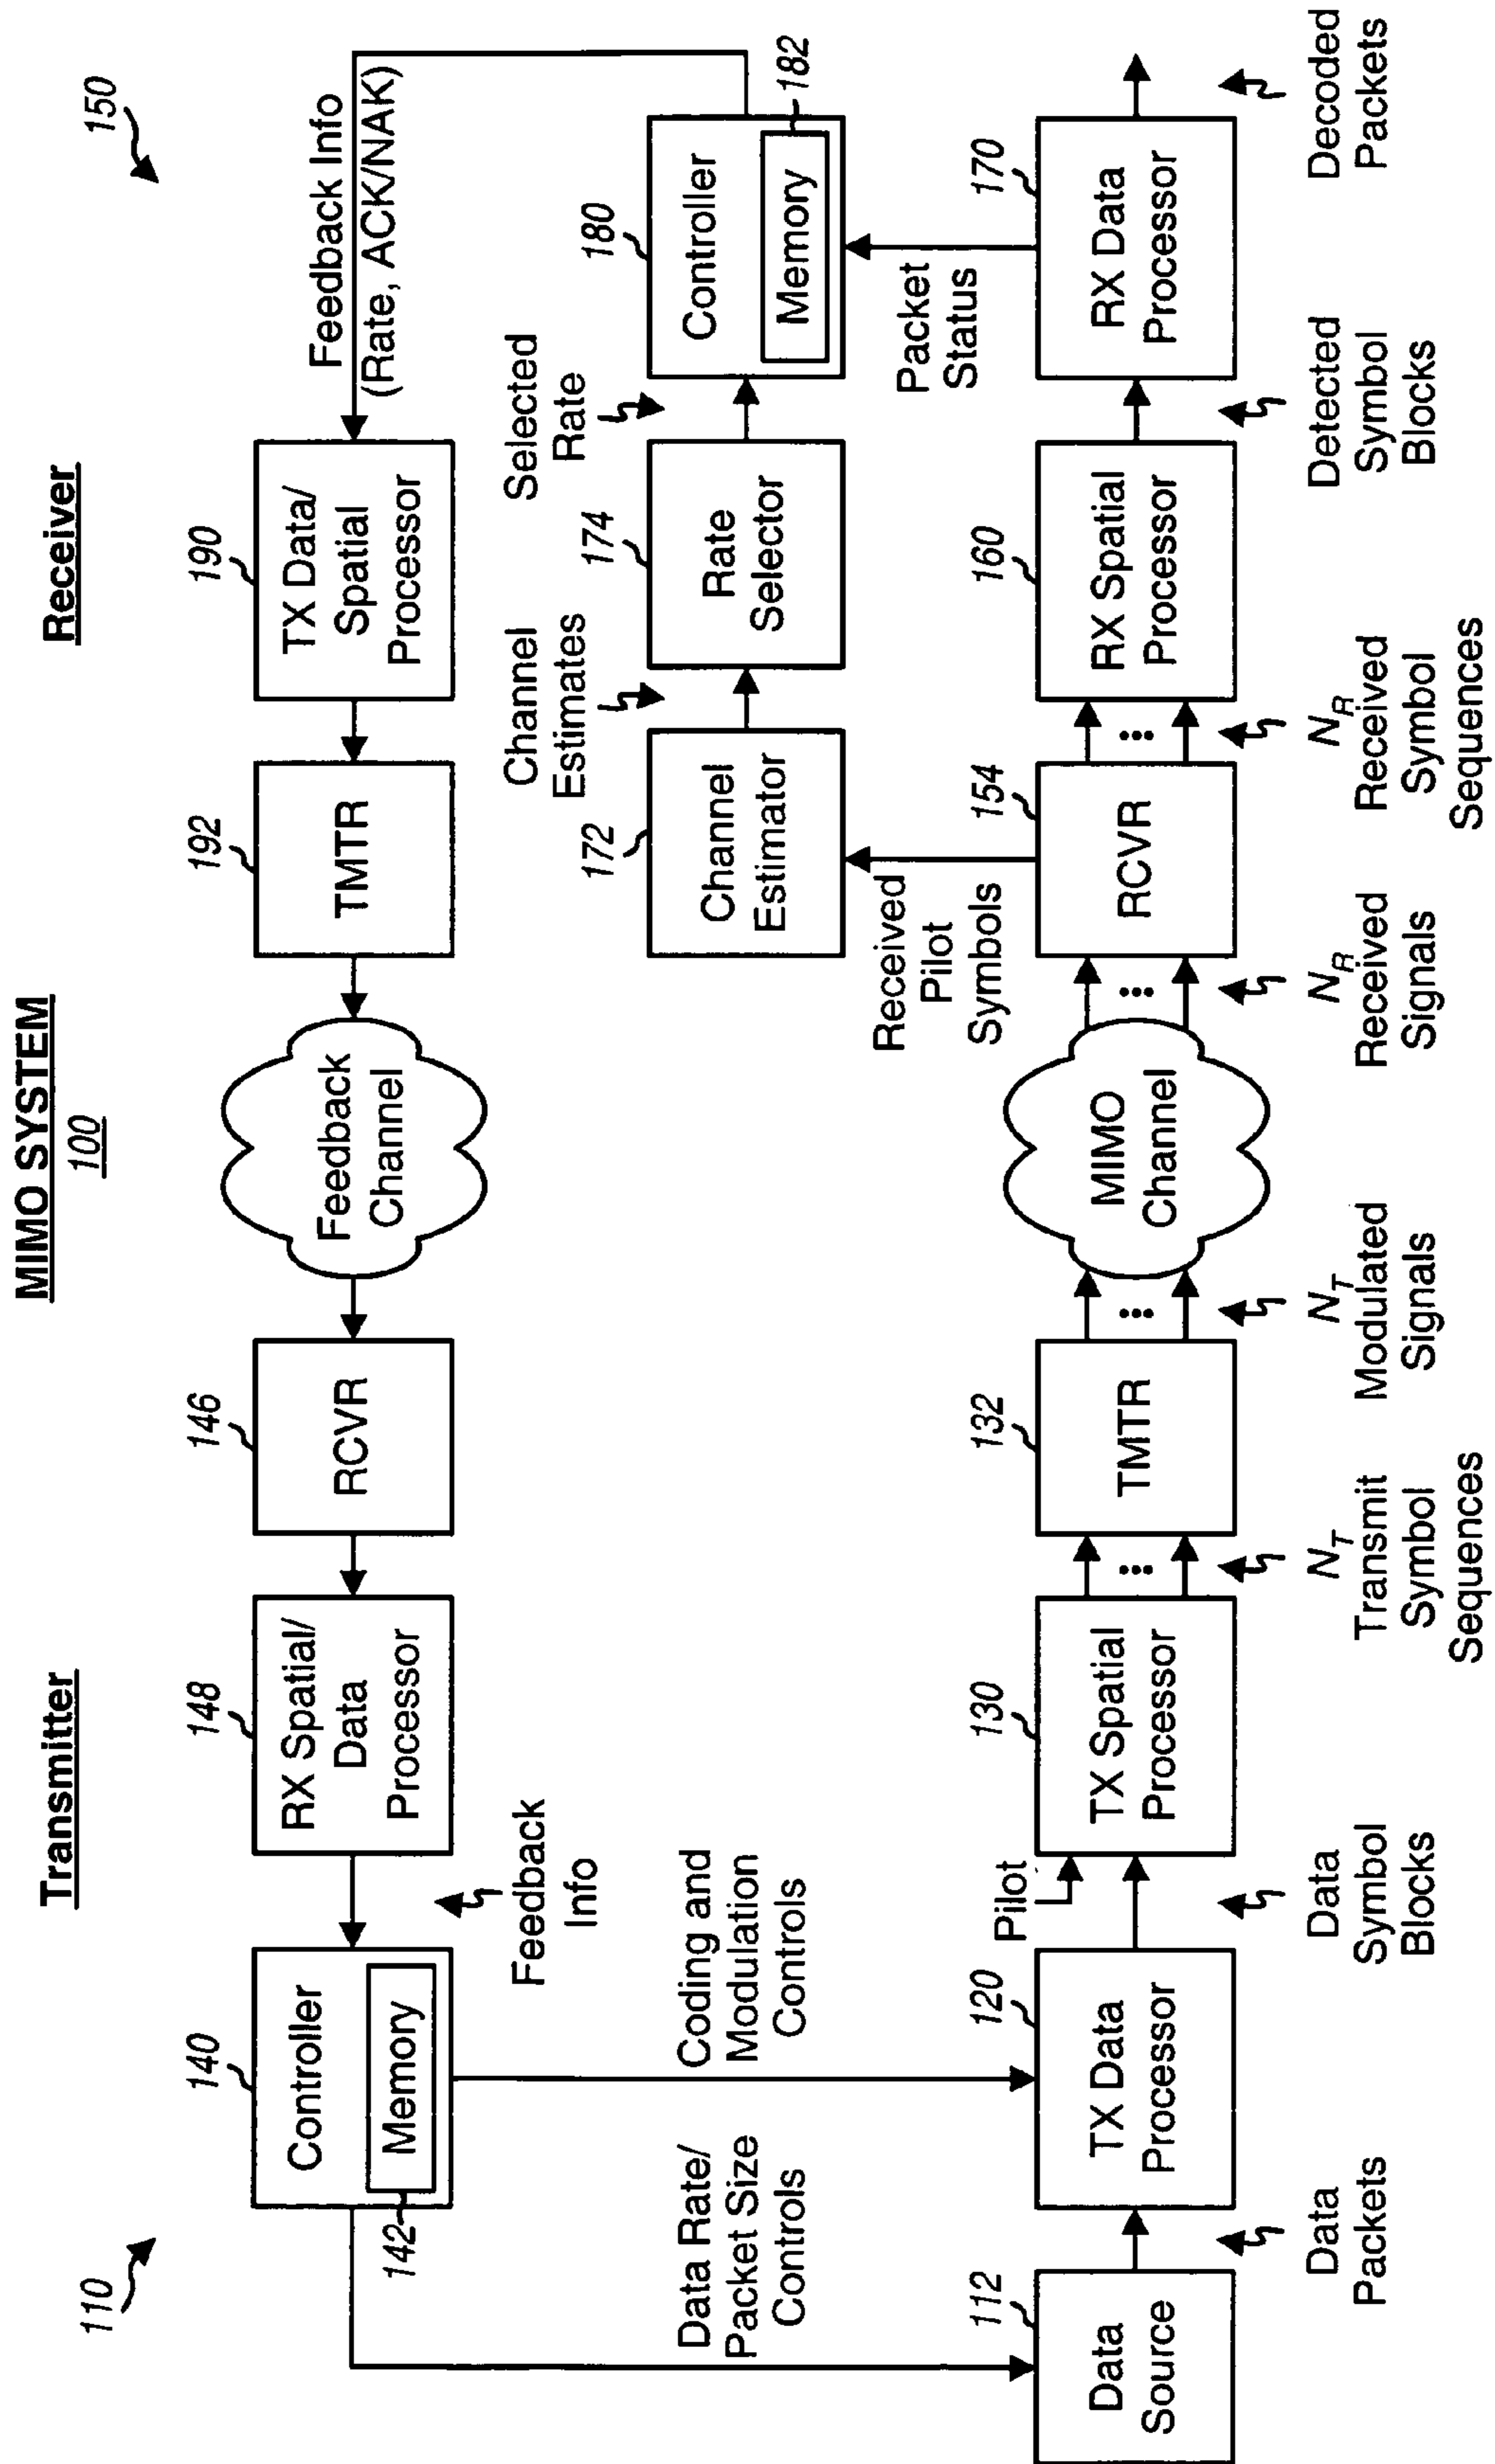 MIMO SYSTEM
100
Transmitter
Receiver
110
150
140
Controller
Memory
142
148
RX Spatial/
Data
Processor
146
RCVR
Feedback
Channel
192
TMTR
190
TX Data/
Spatial
Processor
Feedback Info
(Rate, ACK/NAK)
Feedback
Info
Data Rate/
Packet Size
Controls
Coding and
Modulation
Controls
Channel
Estimates
Selected
Rate
172
Channel
Estimator
174
Rate
Selector
180
Controller
Memory
182
Received
Pilot
Symbols
Packet
Status
112
Data
Source
120
TX Data
Processor
Pilot
130
TX Spatial
Processor
132
TMTR
MIMO
Channel
154
RCVR
160
RX Spatial
Processor
170
RX Data
Processor
Data
Packets
Data
Symbol
Blocks
NT
Transmit
Symbol
Sequences
NT
Modulated
Signals
NR
Received
Signals
NR
Received
Symbol
Sequences
Detected
Symbol
Blocks
Decoded
Packets